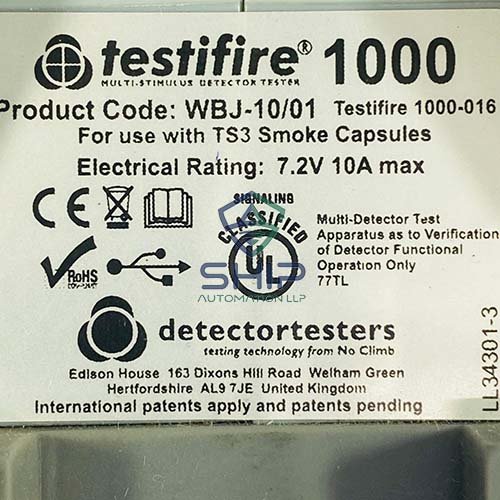 testifire® 1000
MULTI-STIMULUS DETECTOR TESTER
Product Code: WBJ-10/01 Testifire 1000-016
For use with TS3 Smoke Capsules
Electrical Rating: 7.2V 10A max
CE
SIGNALING
CLASSIFIED
UL
Multi-Detector Test
Apparatus as to Verification
of Detector Functional
Operation Only
77TL
RoHS
SHIP
AUTOMATION LLP
detectortesters
testing technology from No Climb
Edison House 163 Dixons Hill Road Welham Green
Hertfordshire AL9 7JE United Kingdom
International patents apply and patents pending
LL34301-3